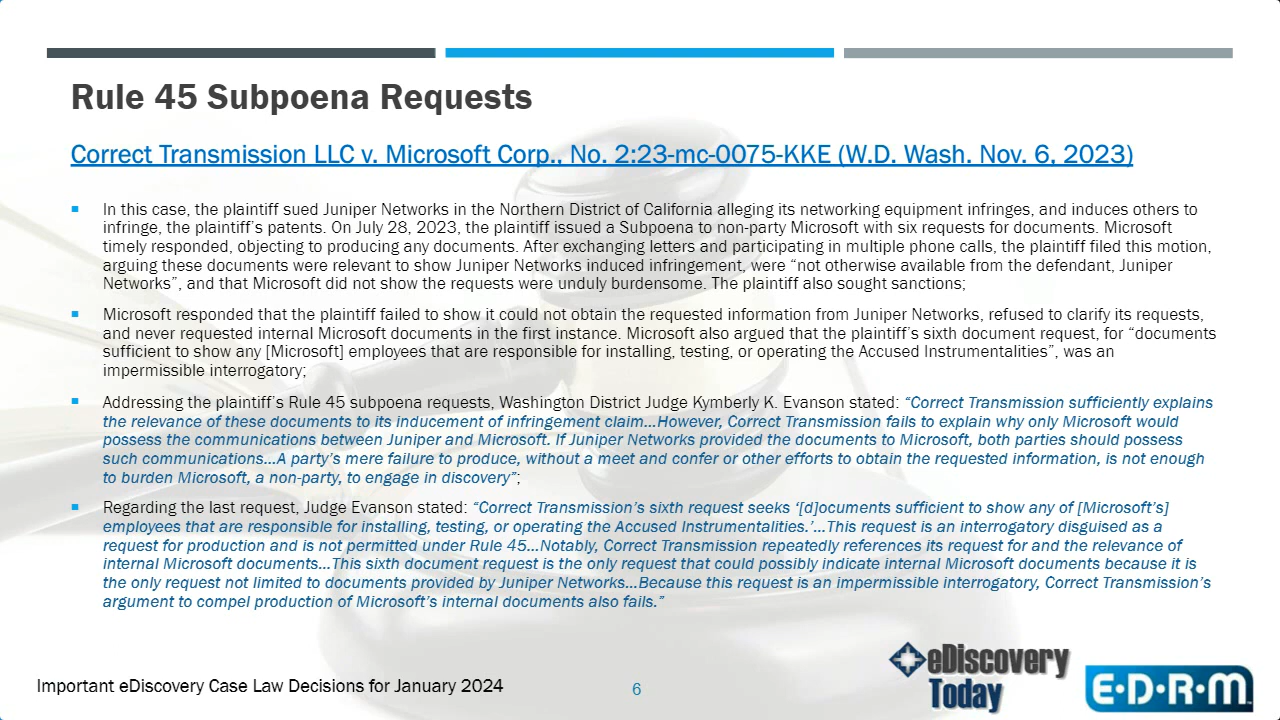 Rule 45 Subpoena Requests
Correct Transmission LLC v. Microsoft Corp., No. 2:23-mc-0075-KKE (W.D. Wash. Nov. 6, 2023)
▪ In this case, the plaintiff sued Juniper Networks in the Northern District of California alleging its networking equipment infringes, and induces others to
infringe, the plaintiff’s patents. On July 28, 2023, the plaintiff issued a Subpoena to non-party Microsoft with six requests for documents. Microsoft
timely responded, objecting to producing any documents. After exchanging letters and participating in multiple phone calls, the plaintiff filed this motion,
arguing these documents were relevant to show Juniper Networks induced infringement, were “not otherwise available from the defendant, Juniper
Networks”, and that Microsoft did not show the requests were unduly burdensome. The plaintiff also sought sanctions;
▪ Microsoft responded that the plaintiff failed to show it could not obtain the requested information from Juniper Networks, refused to clarify its requests,
and never requested internal Microsoft documents in the first instance. Microsoft also argued that the plaintiff’s sixth document request, for “documents
sufficient to show any [Microsoft] employees that are responsible for installing, testing, or operating the Accused Instrumentalities”, was an
impermissible interrogatory;
▪ Addressing the plaintiff’s Rule 45 subpoena requests, Washington District Judge Kymberly K. Evanson stated: “Correct Transmission sufficiently explains
the relevance of these documents to its inducement of infringement claim…However, Correct Transmission fails to explain why only Microsoft would
possess the communications between Juniper and Microsoft. If Juniper Networks provided the documents to Microsoft, both parties should possess
such communications…A party’s mere failure to produce, without a meet and confer or other efforts to obtain the requested information, is not enough
to burden Microsoft, a non-party, to engage in discovery”;
▪ Regarding the last request, Judge Evanson stated: “Correct Transmission’s sixth request seeks ‘[d]ocuments sufficient to show any of [Microsoft’s]
employees that are responsible for installing, testing, or operating the Accused Instrumentalities.’…This request is an interrogatory disguised as a
request for production and is not permitted under Rule 45…Notably, Correct Transmission repeatedly references its request for and the relevance of
internal Microsoft documents…This sixth document request is the only request that could possibly indicate internal Microsoft documents because it is
the only request not limited to documents provided by Juniper Networks…Because this request is an impermissible interrogatory, Correct Transmission’s
argument to compel production of Microsoft’s internal documents also fails.”
Important eDiscovery Case Law Decisions for January 2024
6
eDiscovery
Today
E·D·R·M